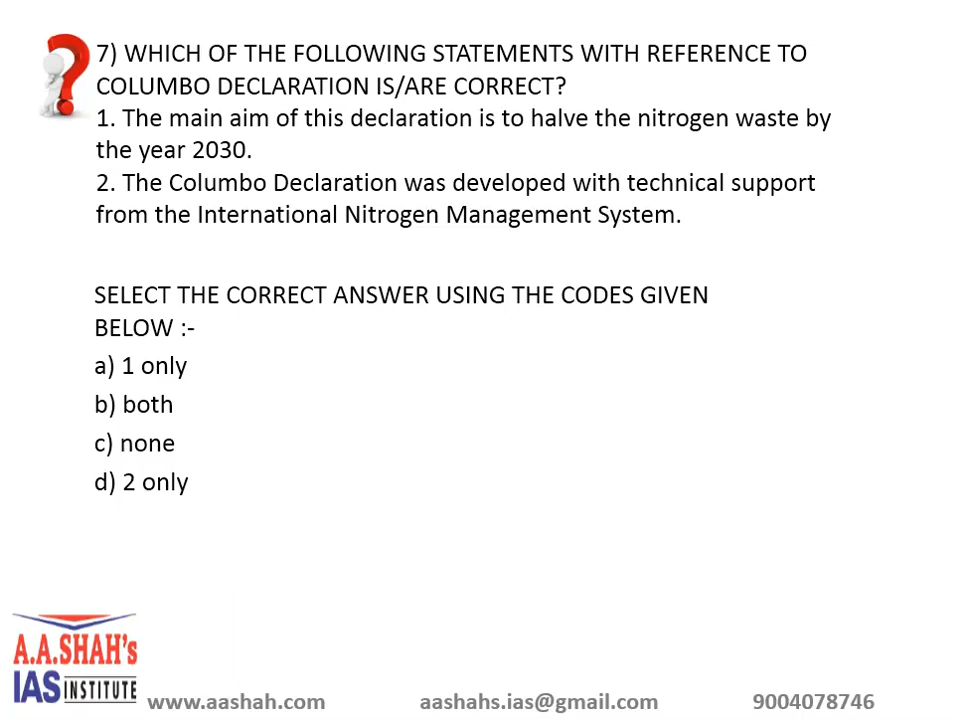 7) WHICH OF THE FOLLOWING STATEMENTS WITH REFERENCE TO
COLUMBO DECLARATION IS/ARE CORRECT?
1. The main aim of this declaration is to halve the nitrogen waste by
the year 2030.
2. The Columbo Declaration was developed with technical support
from the International Nitrogen Management System.
SELECT THE CORRECT ANSWER USING THE CODES GIVEN
BELOW :-
a) 1 only
b) both
c) none
d) 2 only
A.A.SHAH's
IAS INSTITUTE
www.aashah.com aashahs.ias@gmail.com 9004078746